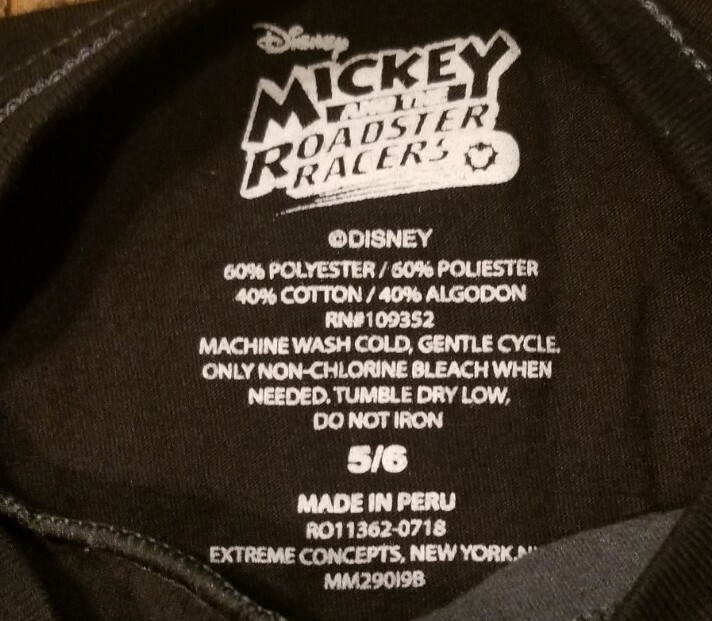 Disney
MICKEY
AND THE
ROADSTER
RACERS
©DISNEY
60% POLYESTER / 60% POLIESTER
40% COTTON / 40% ALGODON
RN#109352
MACHINE WASH COLD, GENTLE CYCLE.
ONLY NON-CHLORINE BLEACH WHEN
NEEDED. TUMBLE DRY LOW,
DO NOT IRON
5/6
MADE IN PERU
RO11362-0718
EXTREME CONCEPTS, NEW YORK.
MM29019B